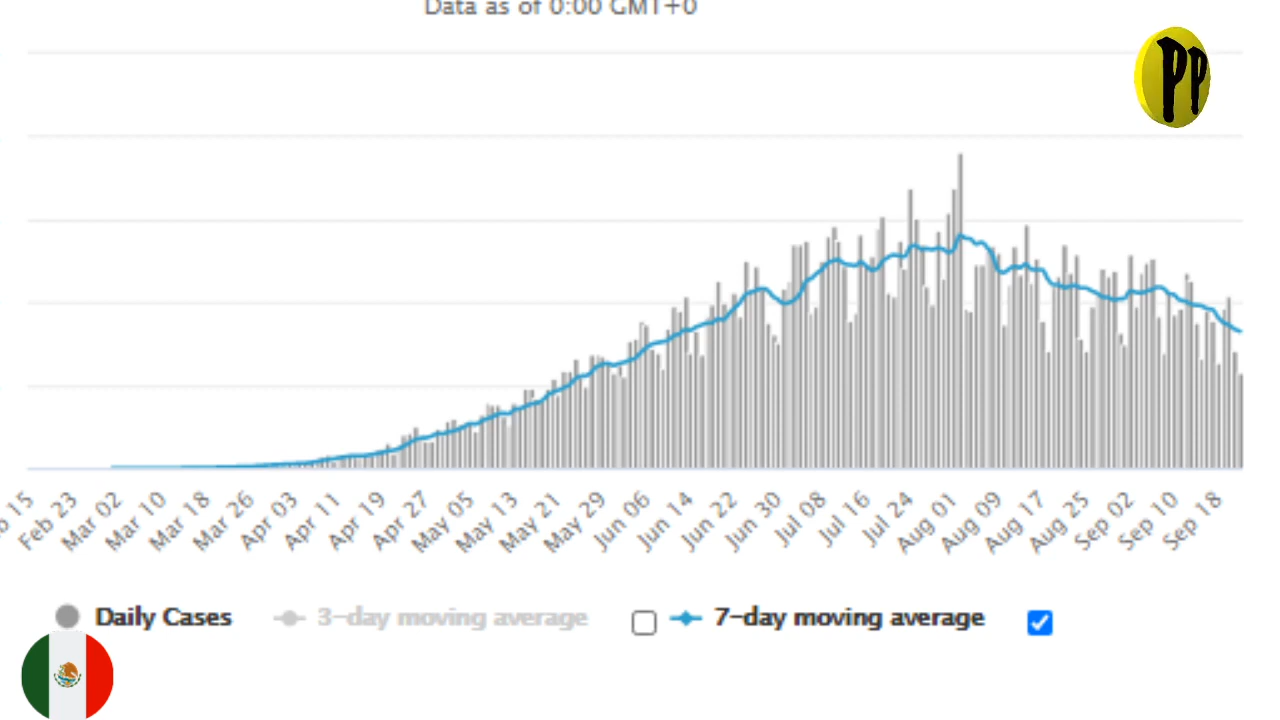 Data as of 0:00 GMT+0
PP
15
Feb 23
Mar 02
Mar 10
Mar 18
Mar 26
Apr 03
Apr 11
Apr 19
Apr 27
May 05
May 13
May 21
May 29
Jun 06
Jun 14
Jun 22
Jun 30
Jul 08
Jul 16
Jul 24
Aug 01
Aug 09
Aug 17
Aug 25
Sep 02
Sep 10
Sep 18
Daily Cases 3-day moving average 7-day moving average